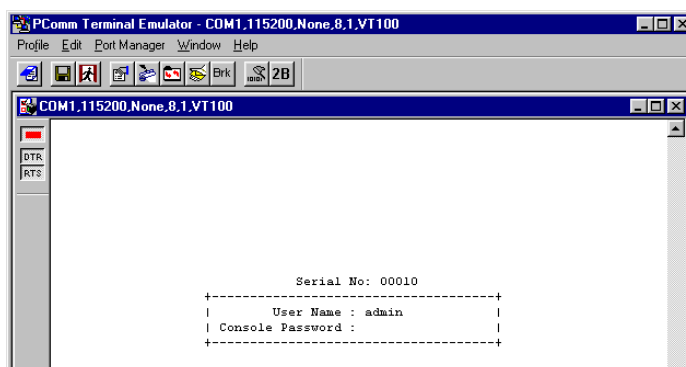 PComm Terminal Emulator - COM1,115200,None,8,1,VT100
Profile Edit Port Manager Window Help
Brk 2B
COM1,115200,None,8,1,VT100
DTR
RTS
Serial No: 00010
User Name : admin
Console Password :